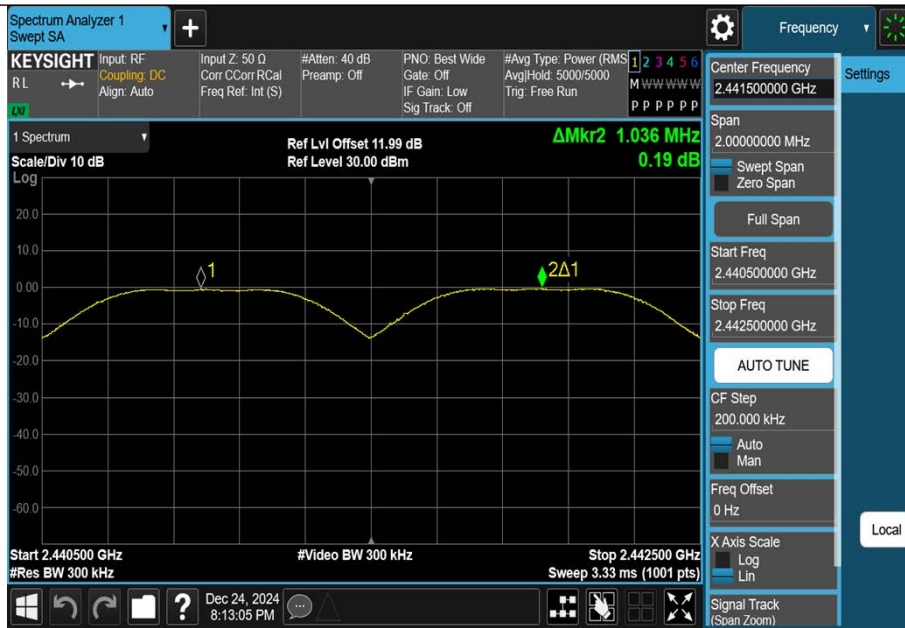 Spectrum Analyzer 1
Swept SA
+
Frequency
KEYSIGHT
RL
LXI
Input: RF
Coupling: DC
Align: Auto
Input Z: 50 Ω
Corr CCorr RCal
Freq Ref: Int (S)
#Atten: 40 dB
Preamp: Off
PNO: Best Wide
Gate: Off
IF Gain: Low
Sig Track: Off
#Avg Type: Power (RMS
Avg|Hold: 5000/5000
Trig: Free Run
1 2 3 4 5 6
M W W W W W
P P P P P P
1 Spectrum
Scale/Div 10 dB
Log
Ref Lvl Offset 11.99 dB
Ref Level 30.00 dBm
ΔMkr2 1.036 MHz
0.19 dB
20.0
10.0
0.00
-10.0
-20.0
-30.0
-40.0
-50.0
-60.0
1
2Δ1
Start 2.440500 GHz
#Res BW 300 kHz
#Video BW 300 kHz
Stop 2.442500 GHz
Sweep 3.33 ms (1001 pts)
Dec 24, 2024
8:13:05 PM
Center Frequency
2.441500000 GHz
Span
2.00000000 MHz
Swept Span
Zero Span
Full Span
Start Freq
2.440500000 GHz
Stop Freq
2.442500000 GHz
AUTO TUNE
CF Step
200.000 kHz
Auto
Man
Freq Offset
0 Hz
X Axis Scale
Log
Lin
Signal Track
(Span Zoom)
Settings
Local